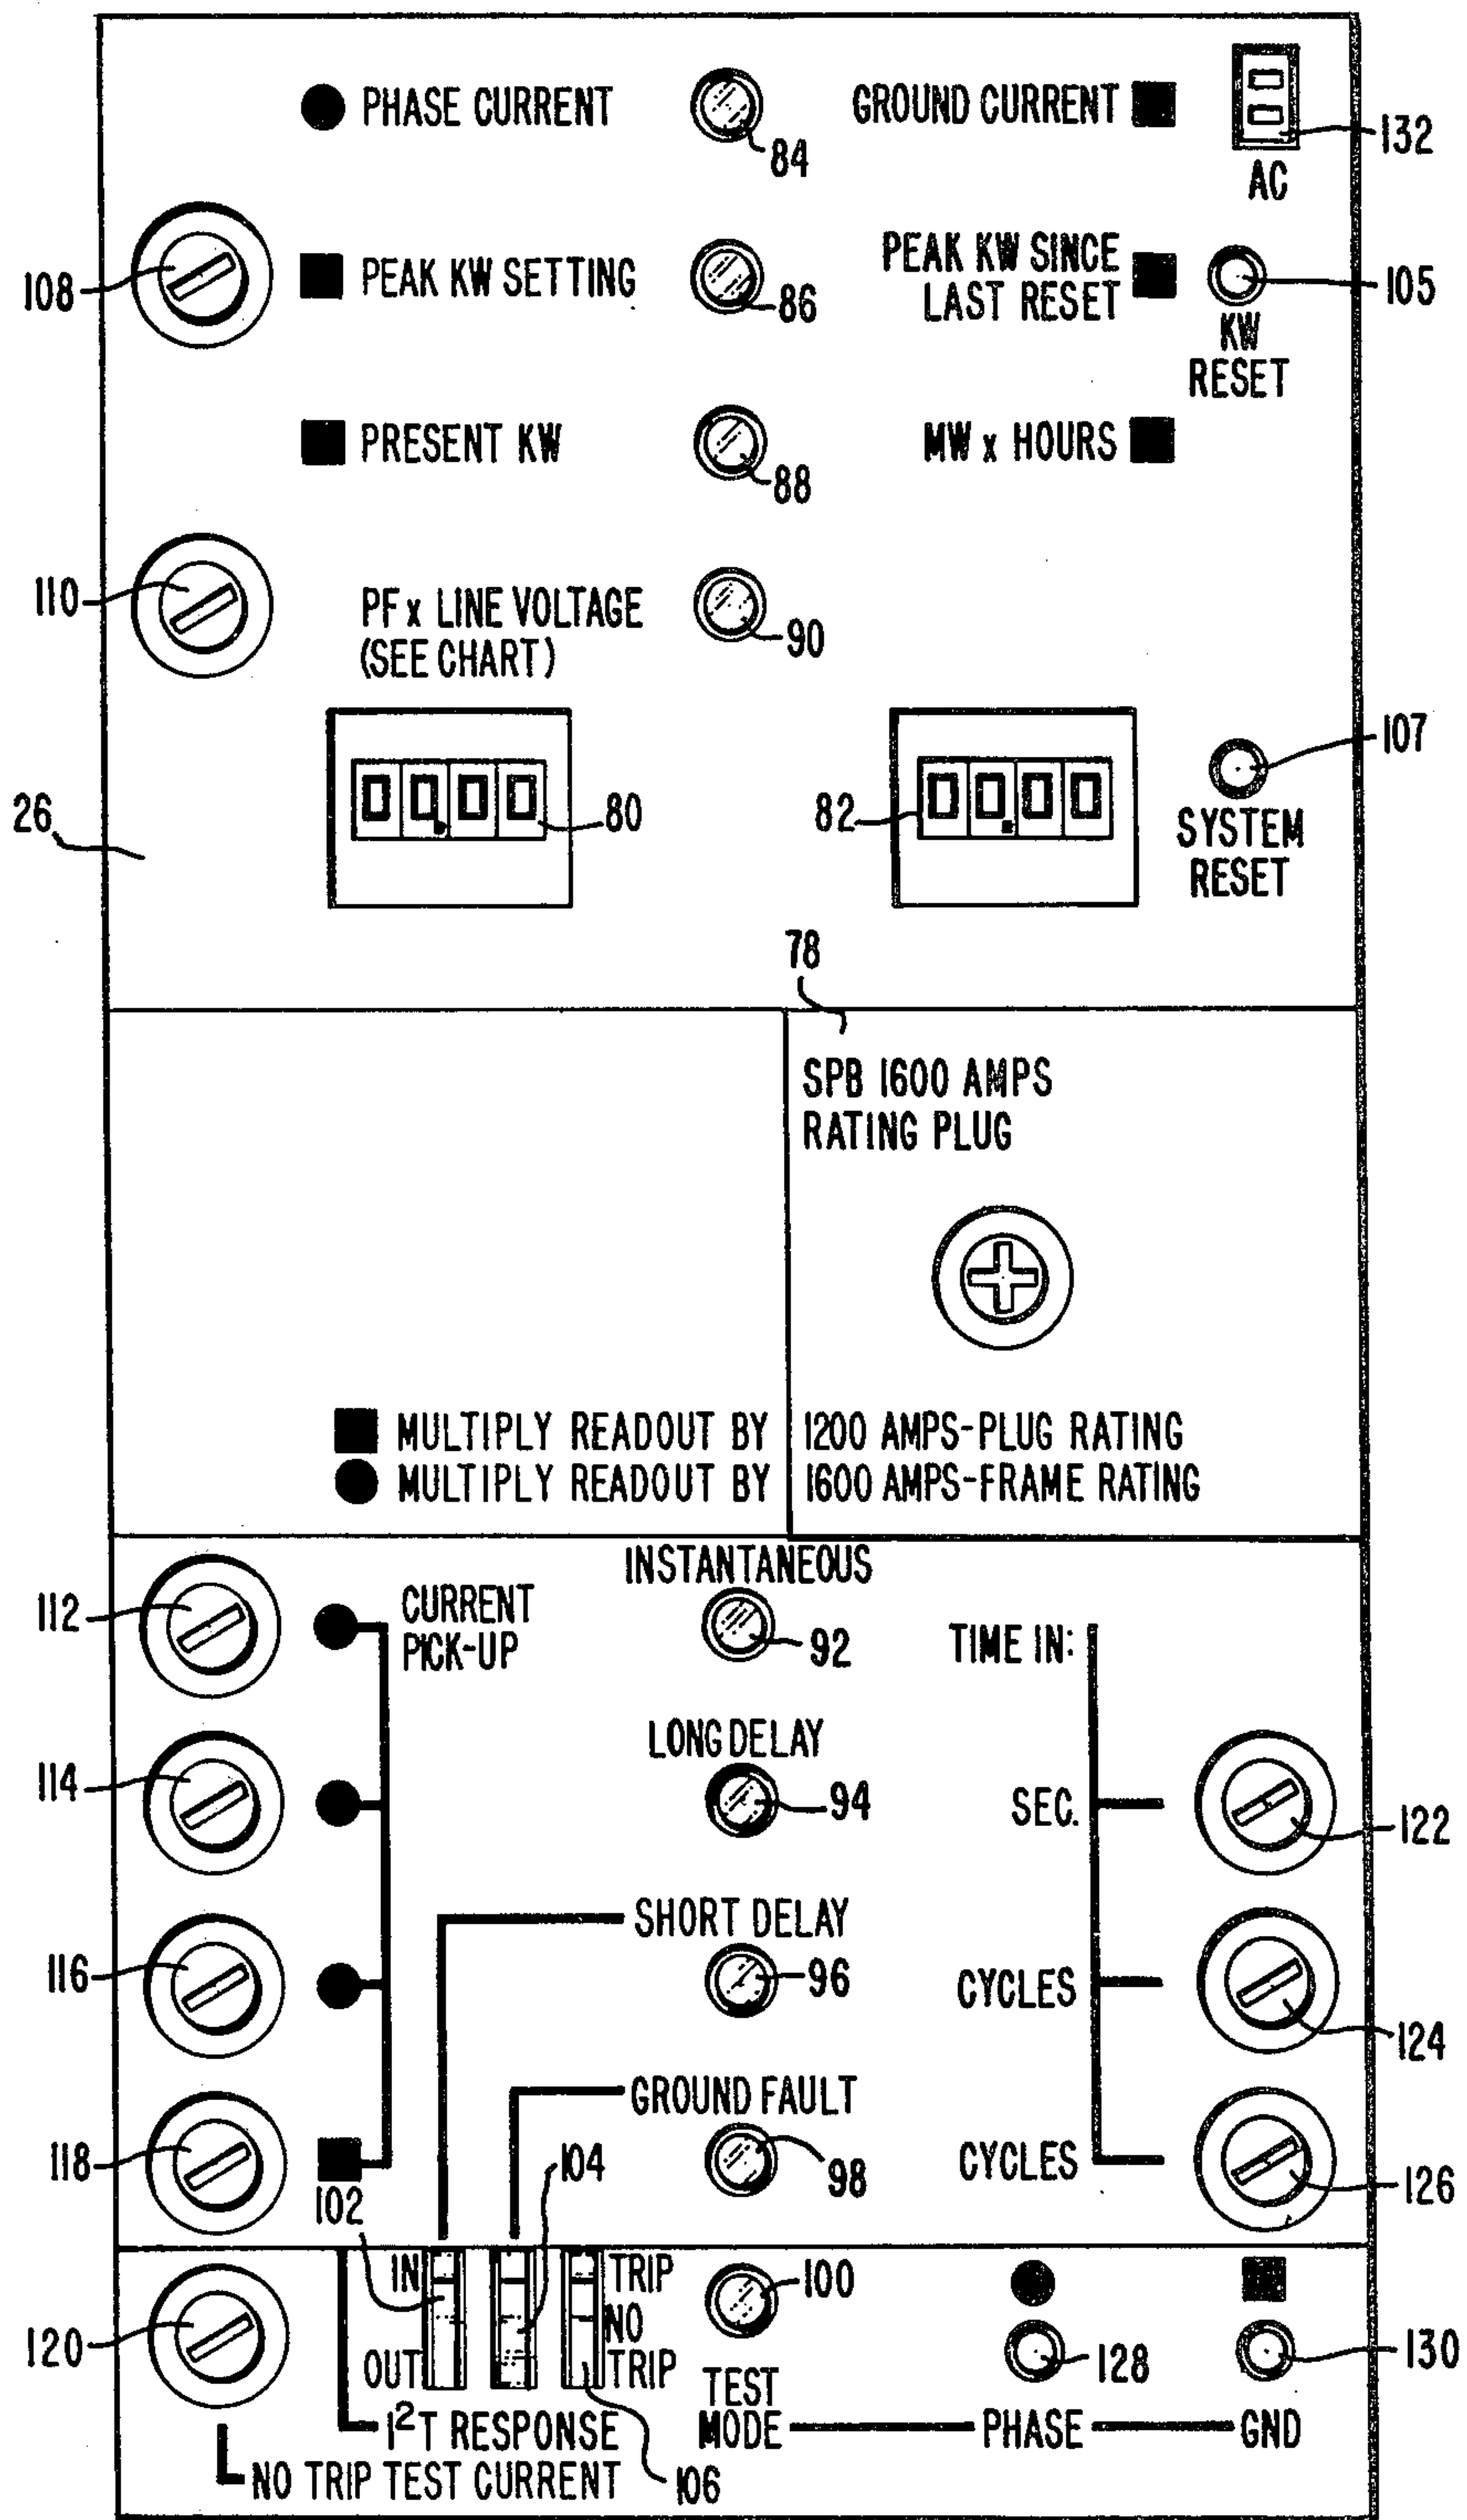 PHASE CURRENT
84
GROUND CURRENT
132
AC
108
PEAK KW SETTING
86
PEAK KW SINCE
LAST RESET
105
KW
RESET
PRESENT KW
88
MW x HOURS
110
PF x LINE VOLTAGE
(SEE CHART)
90
26
00.00
80
82
00.00
107
SYSTEM
RESET
78
SPB 1600 AMPS
RATING PLUG
MULTIPLY READOUT BY 1200 AMPS-PLUG RATING
MULTIPLY READOUT BY 1600 AMPS-FRAME RATING
INSTANTANEOUS
112
CURRENT
PICK-UP
92
TIME IN:
LONG DELAY
114
94
SEC.
122
SHORT DELAY
116
96
CYCLES
124
GROUND FAULT
118
102
104
98
CYCLES
126
IN
TRIP
100
NO
120
OUT
TRIP
128
130
TEST
MODE
PHASE
GND
I²T RESPONSE
NO TRIP TEST CURRENT
106